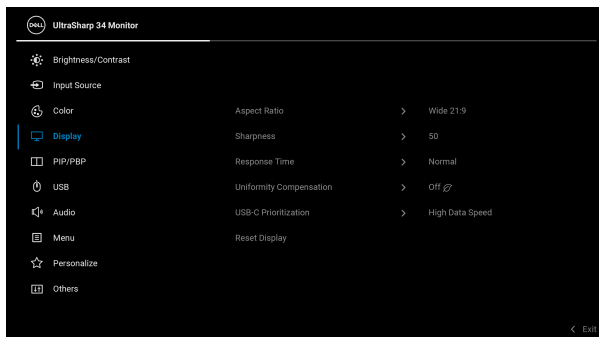 DELL UltraSharp 34 Monitor
Brightness/Contrast
Input Source
Color Aspect Ratio Wide 21:9
Display Sharpness 50
PIP/PBP Response Time Normal
USB Uniformity Compensation Off
Audio USB-C Prioritization High Data Speed
Menu Reset Display
Personalize
Others
Exit